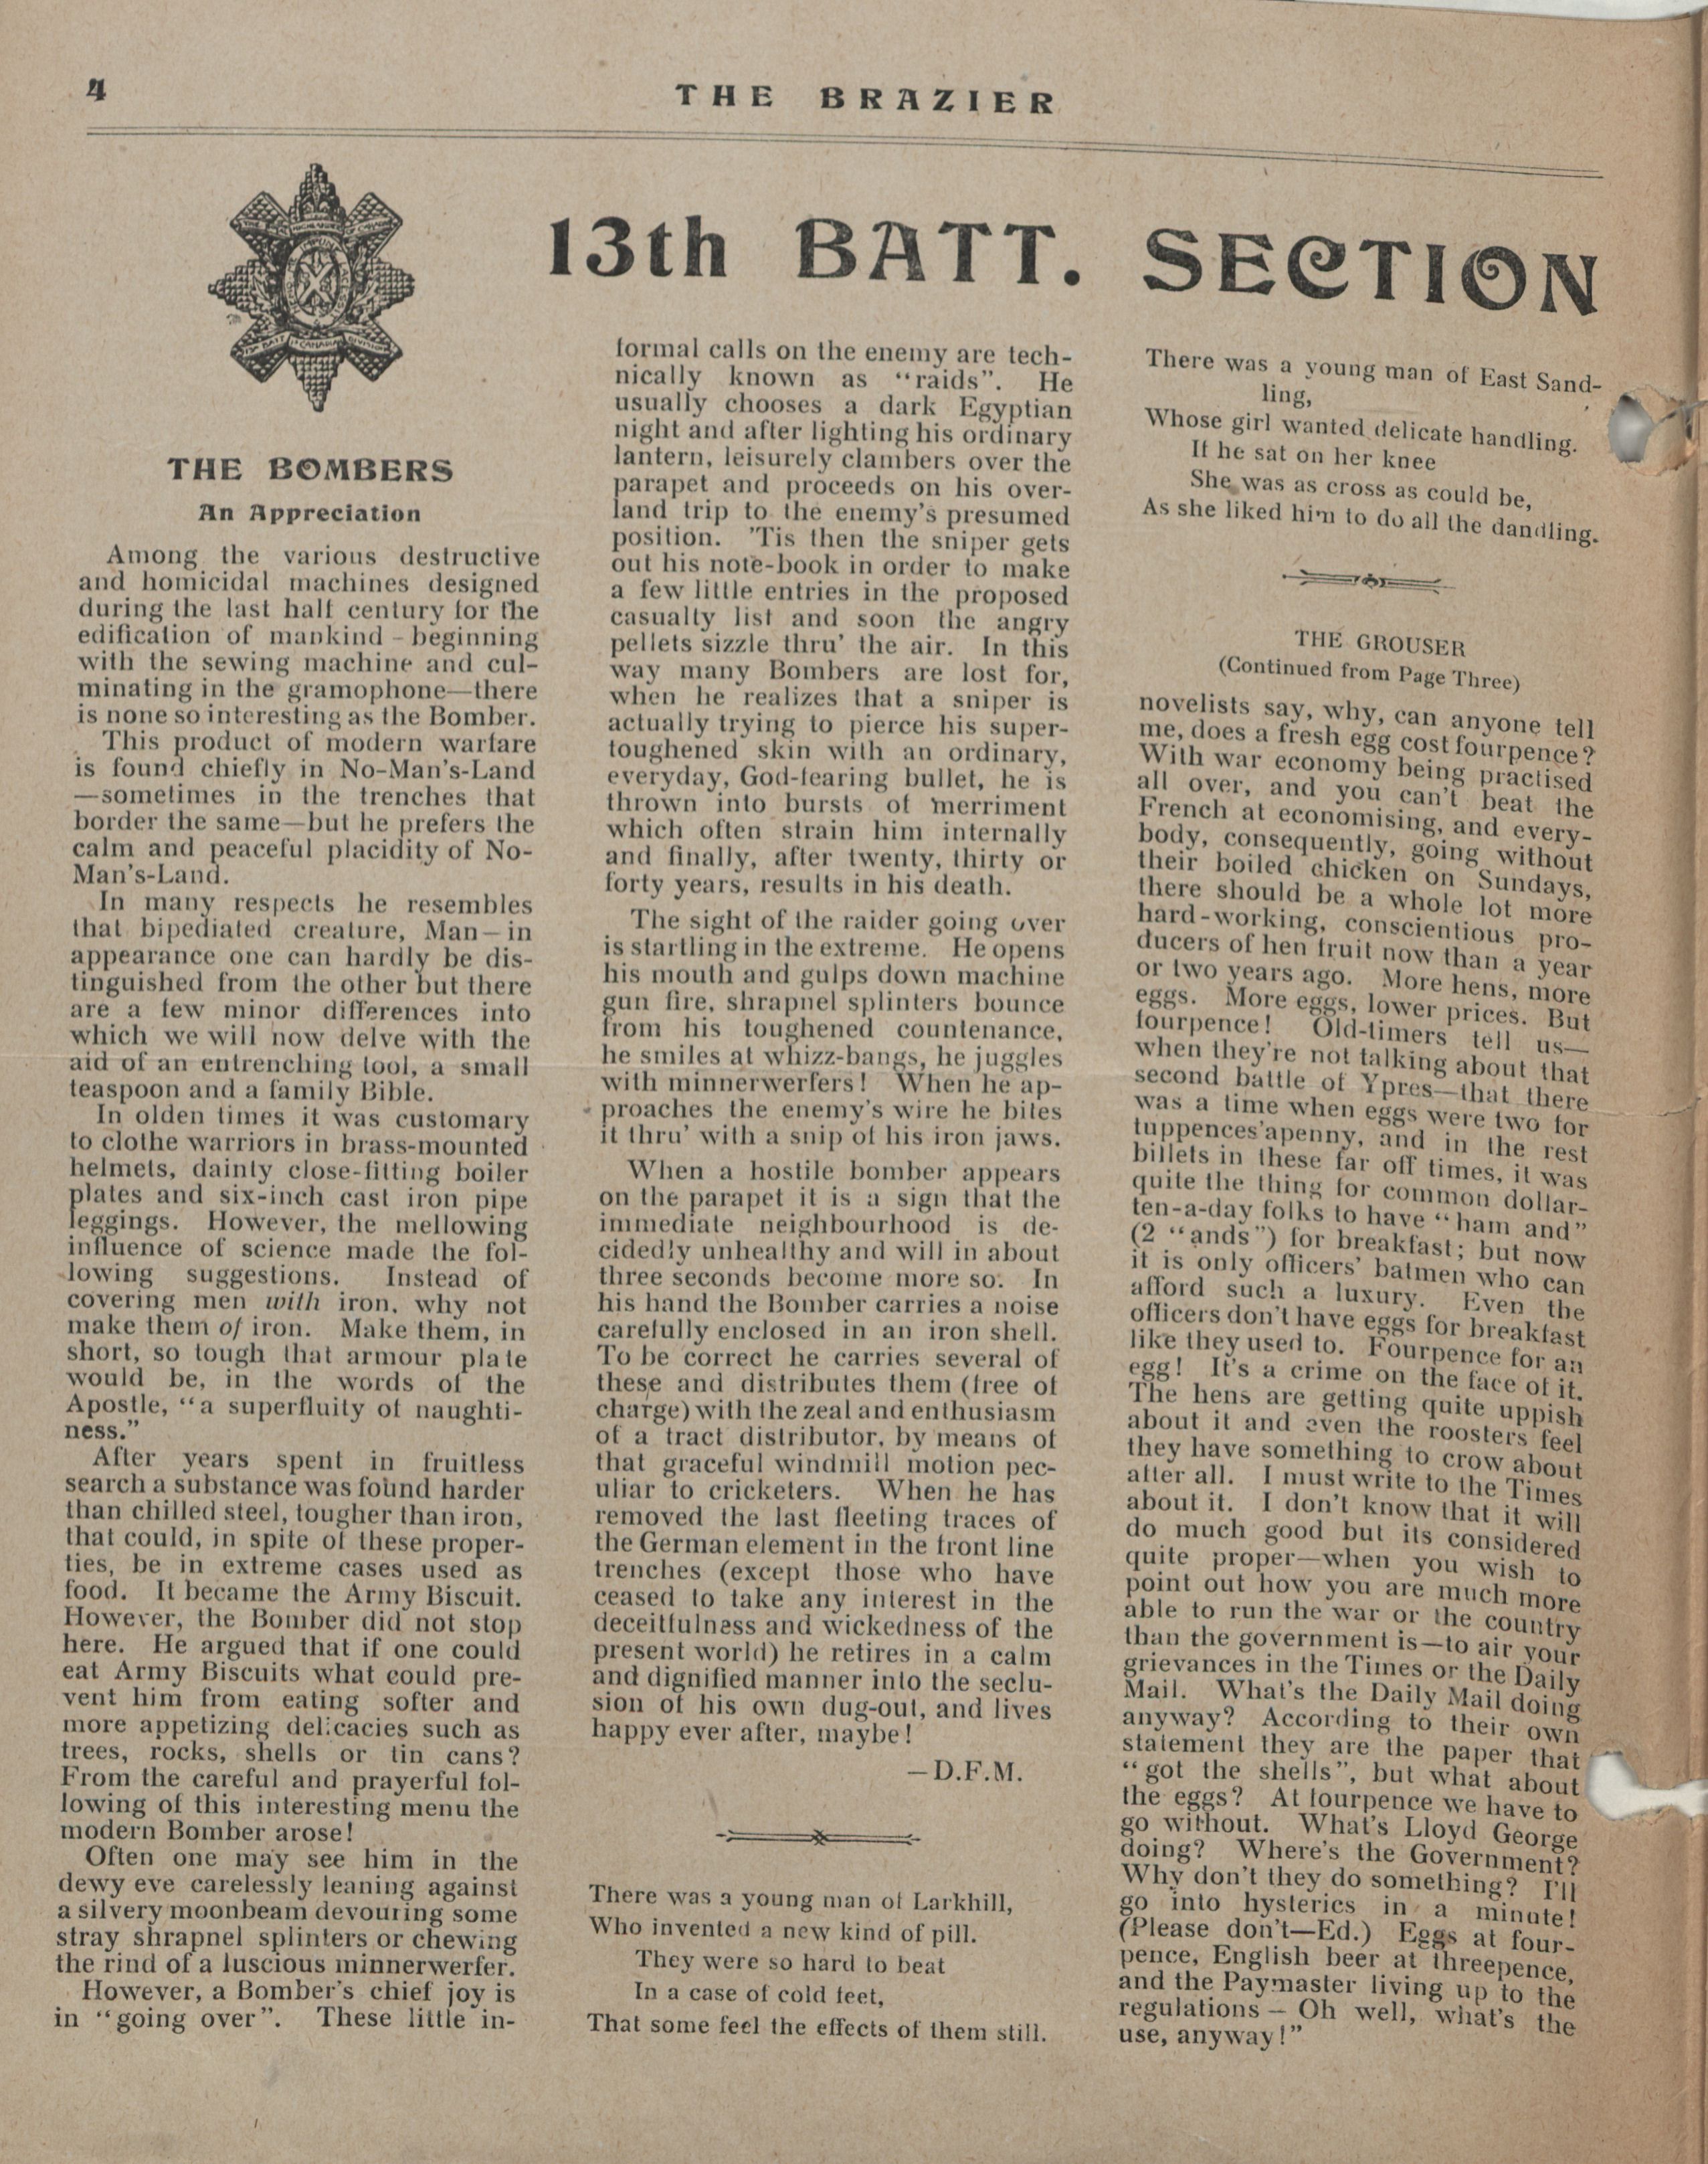 4
THE BRAZIER
13th BATT. SECTION
THE BOMBERS
An Appreciation
Among the various destructive
and homicidal machines designed
during the last half century for the
edification of mankind - beginning
with the sewing machine and cul-
minating in the gramophone—there
is none so interesting as the Bomber.
This product of modern warfare
is found chiefly in No-Man's-Land
—sometimes in the trenches that
border the same—but he prefers the
calm and peaceful placidity of No-
Man's-Land.
In many respects he resembles
that bipediated creature, Man—in
appearance one can hardly be dis-
tinguished from the other but there
are a few minor differences into
which we will now delve with the
aid of an entrenching tool, a small
teaspoon and a family Bible.
In olden times it was customary
to clothe warriors in brass-mounted
helmets, dainly close-fitting boiler
plates and six-inch cast iron pipe
leggings. However, the mellowing
influence of science made the fol-
lowing suggestions. Instead of
covering men with iron, why not
make them of iron. Make them, in
short, so tough that armour plate
would be, in the words of the
Apostle, "a superfluity of naughti-
ness."
After years spent in fruitless
search a substance was found harder
than chilled steel, tougher than iron,
that could, in spite of these proper-
ties, be in extreme cases used as
food. It became the Army Biscuit.
However, the Bomber did not stop
here. He argued that if one could
eat Army Biscuits what could pre-
vent him from eating softer and
more appetizing delicacies such as
trees, rocks, shells or tin cans?
From the careful and prayerful fol-
lowing of this interesting menu the
modern Bomber arose!
Often one may see him in the
dewy eve carelessly leaning against
a silvery moonbeam devouring some
stray shrapnel splinters or chewing
the rind of a luscious minnerwerfer.
However, a Bomber's chief joy is
in "going over". These little in-
formal calls on the enemy are tech-
nically known as "raids". He
usually chooses a dark Egyptian
night and after lighting his ordinary
lantern, leisurely clambers over the
parapet and proceeds on his over-
land trip to the enemy's presumed
position. 'Tis then the sniper gets
out his note-book in order to make
a few little entries in the proposed
casualty list and soon the angry
pellets sizzle thru' the air. In this
way many Bombers are lost for,
when he realizes that a sniper is
actually trying to pierce his super-
toughened skin with an ordinary,
everyday, God-fearing bullet, he is
thrown into bursts of merriment
which often strain him internally
and finally, after twenty, thirty or
forty years, results in his death.
The sight of the raider going over
is startling in the extreme. He opens
his mouth and gulps down machine
gun fire, shrapnel splinters bounce
from his toughened countenance,
he smiles at whizz-bangs, he juggles
with minnerwerfers! When he ap-
proaches the enemy's wire he bites
it thru' with a snip of his iron jaws.
When a hostile bomber appears
on the parapet it is a sign that the
immediate neighbourhood is de-
cidedly unhealthy and will in about
three seconds become more so. In
his hand the Bomber carries a noise
carefully enclosed in an iron shell.
To be correct he carries several of
these and distributes them (free of
charge) with the zeal and enthusiasm
of a tract distributor, by means of
that graceful windmill motion pec-
uliar to cricketers. When he has
removed the last fleeting traces of
the German element in the front line
trenches (except those who have
ceased to take any interest in the
deceitfulness and wickedness of the
present world) he retires in a calm
and dignified manner into the seclu-
sion of his own dug-out, and lives
happy ever after, maybe!
—D.F.M.
There was a young man of Larkhill,
Who invented a new kind of pill.
They were so hard to beat
In a case of cold feet,
That some feel the effects of them still.
There was a young man of East Sand-
ling,
Whose girl wanted delicate handling.
If he sat on her knee
She was as cross as could be,
As she liked him to do all the dandling.
THE GROUSER
(Continued from Page Three)
novelists say, why, can anyone tell
me, does a fresh egg cost fourpence?
With war economy being practised
all over, and you can't beat the
French at economising, and every-
body, consequently, going without
their boiled chicken on Sundays,
there should be a whole lot more
hard-working, conscientious pro-
ducers of hen fruit now than a year
or two years ago. More hens, more
eggs. More eggs, lower prices. But
fourpence! Old-timers tell us—
when they're not talking about that
second battle of Ypres—that there
was a time when eggs were two for
tuppences'apenny, and in the rest
billets in these far off times, it was
quite the thing for common dollar-
ten-a-day folks to have "ham and"
(2 "ands") for breakfast; but now
it is only officers' batmen who can
afford such a luxury. Even the
officers don't have eggs for breakfast
like they used to. Fourpence for an
egg! It's a crime on the face of it.
The hens are getting quite uppish
about it and even the roosters feel
they have something to crow about
after all. I must write to the Times
about it. I don't know that it will
do much good but its considered
quite proper—when you wish to
point out how you are much more
able to run the war or the country
than the government is—to air your
grievances in the Times or the Daily
Mail. What's the Daily Mail doing
anyway? According to their own
statement they are the paper that
"got the shells", but what about
the eggs? At fourpence we have to
go without. What's Lloyd George
doing? Where's the Government?
Why don't they do something? I'll
go into hysterics in a minute!
(Please don't—Ed.) Eggs at four-
pence, English beer at threepence,
and the Paymaster living up to the
regulations — Oh well, what's the
use, anyway!"